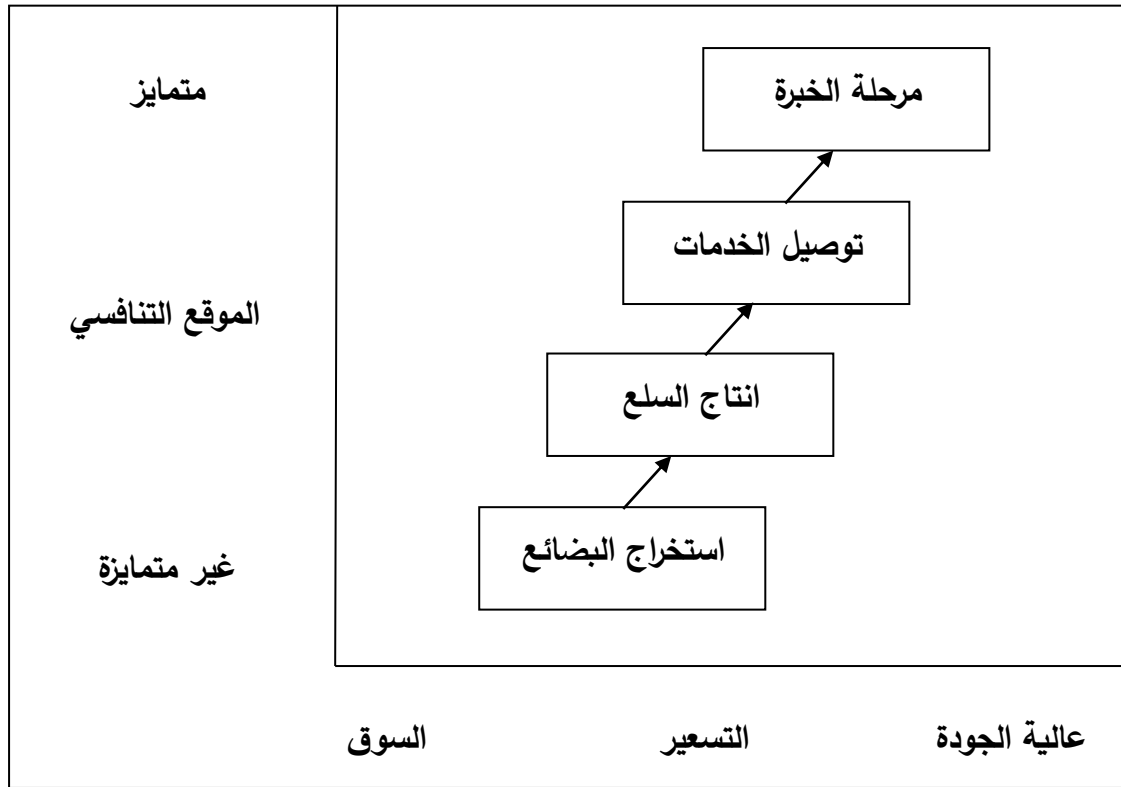 متمايز
مرحلة الخبرة
توصيل الخدمات
الموقع التنافسي
انتاج السلع
استخراج البضائع
غير متمايزة
السوق
التسعير
عالية الجودة